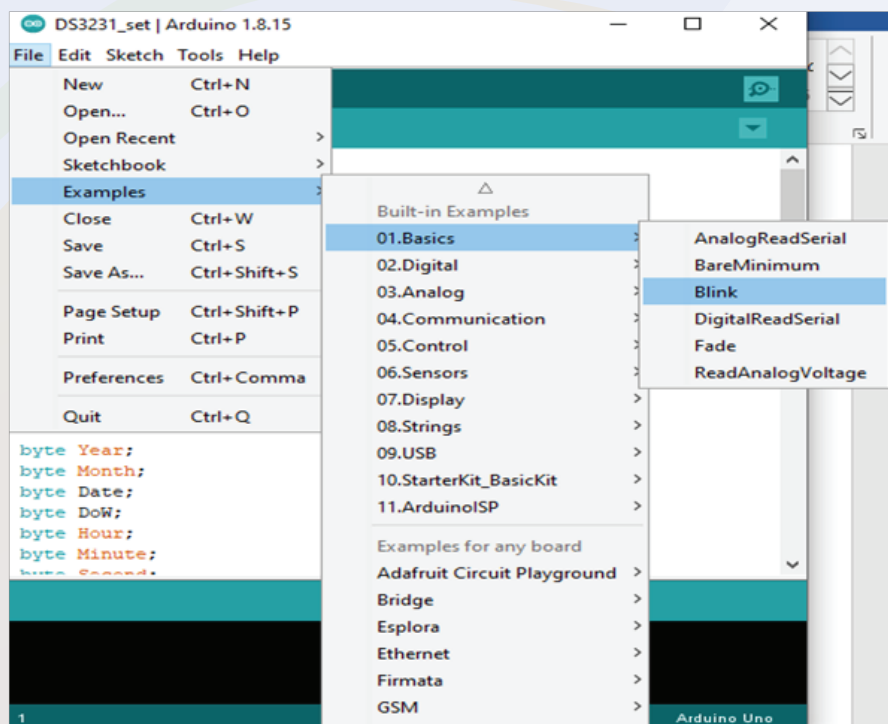 DS3231_set | Arduino 1.8.15
File Edit Sketch Tools Help
New Ctrl+N
Open... Ctrl+O
Open Recent
Sketchbook
Examples
Close Ctrl+W
Save Ctrl+S
Save As... Ctrl+Shift+S
Page Setup Ctrl+Shift+P
Print Ctrl+P
Preferences Ctrl+Comma
Quit Ctrl+Q
Built-in Examples
01.Basics
02.Digital
03.Analog
04.Communication
05.Control
06.Sensors
07.Display
08.Strings
09.USB
10.StarterKit_BasicKit
11.ArduinoISP
Examples for any board
Adafruit Circuit Playground
Bridge
Esplora
Ethernet
Firmata
GSM
AnalogReadSerial
BareMinimum
Blink
DigitalReadSerial
Fade
ReadAnalogVoltage
byte Year;
byte Month;
byte Date;
byte DoW;
byte Hour;
byte Minute;
byte Second;
1
Arduino Uno